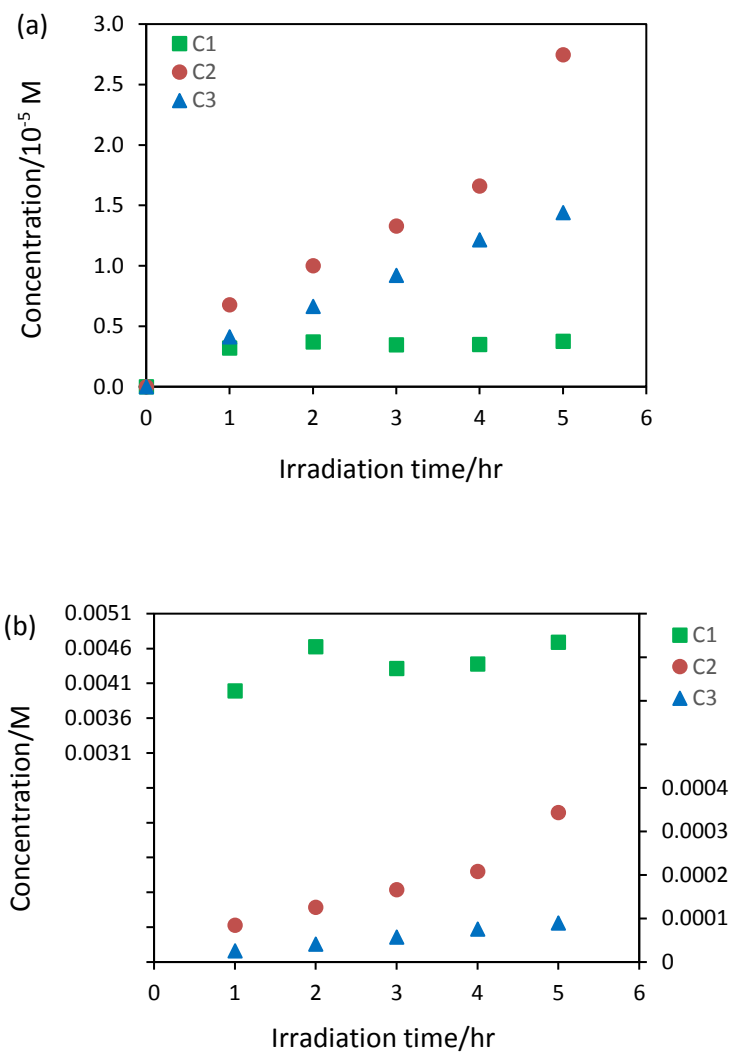 (a)
3.0
2.5
2.0
1.5
1.0
0.5
0.0
Concentration/10⁻⁵ M
C1
C2
C3
0 1 2 3 4 5 6
Irradiation time/hr
(b)
0.0051
0.0046
0.0041
0.0036
0.0031
Concentration/M
C1
C2
C3
0.0004
0.0003
0.0002
0.0001
0
0 1 2 3 4 5 6
Irradiation time/hr